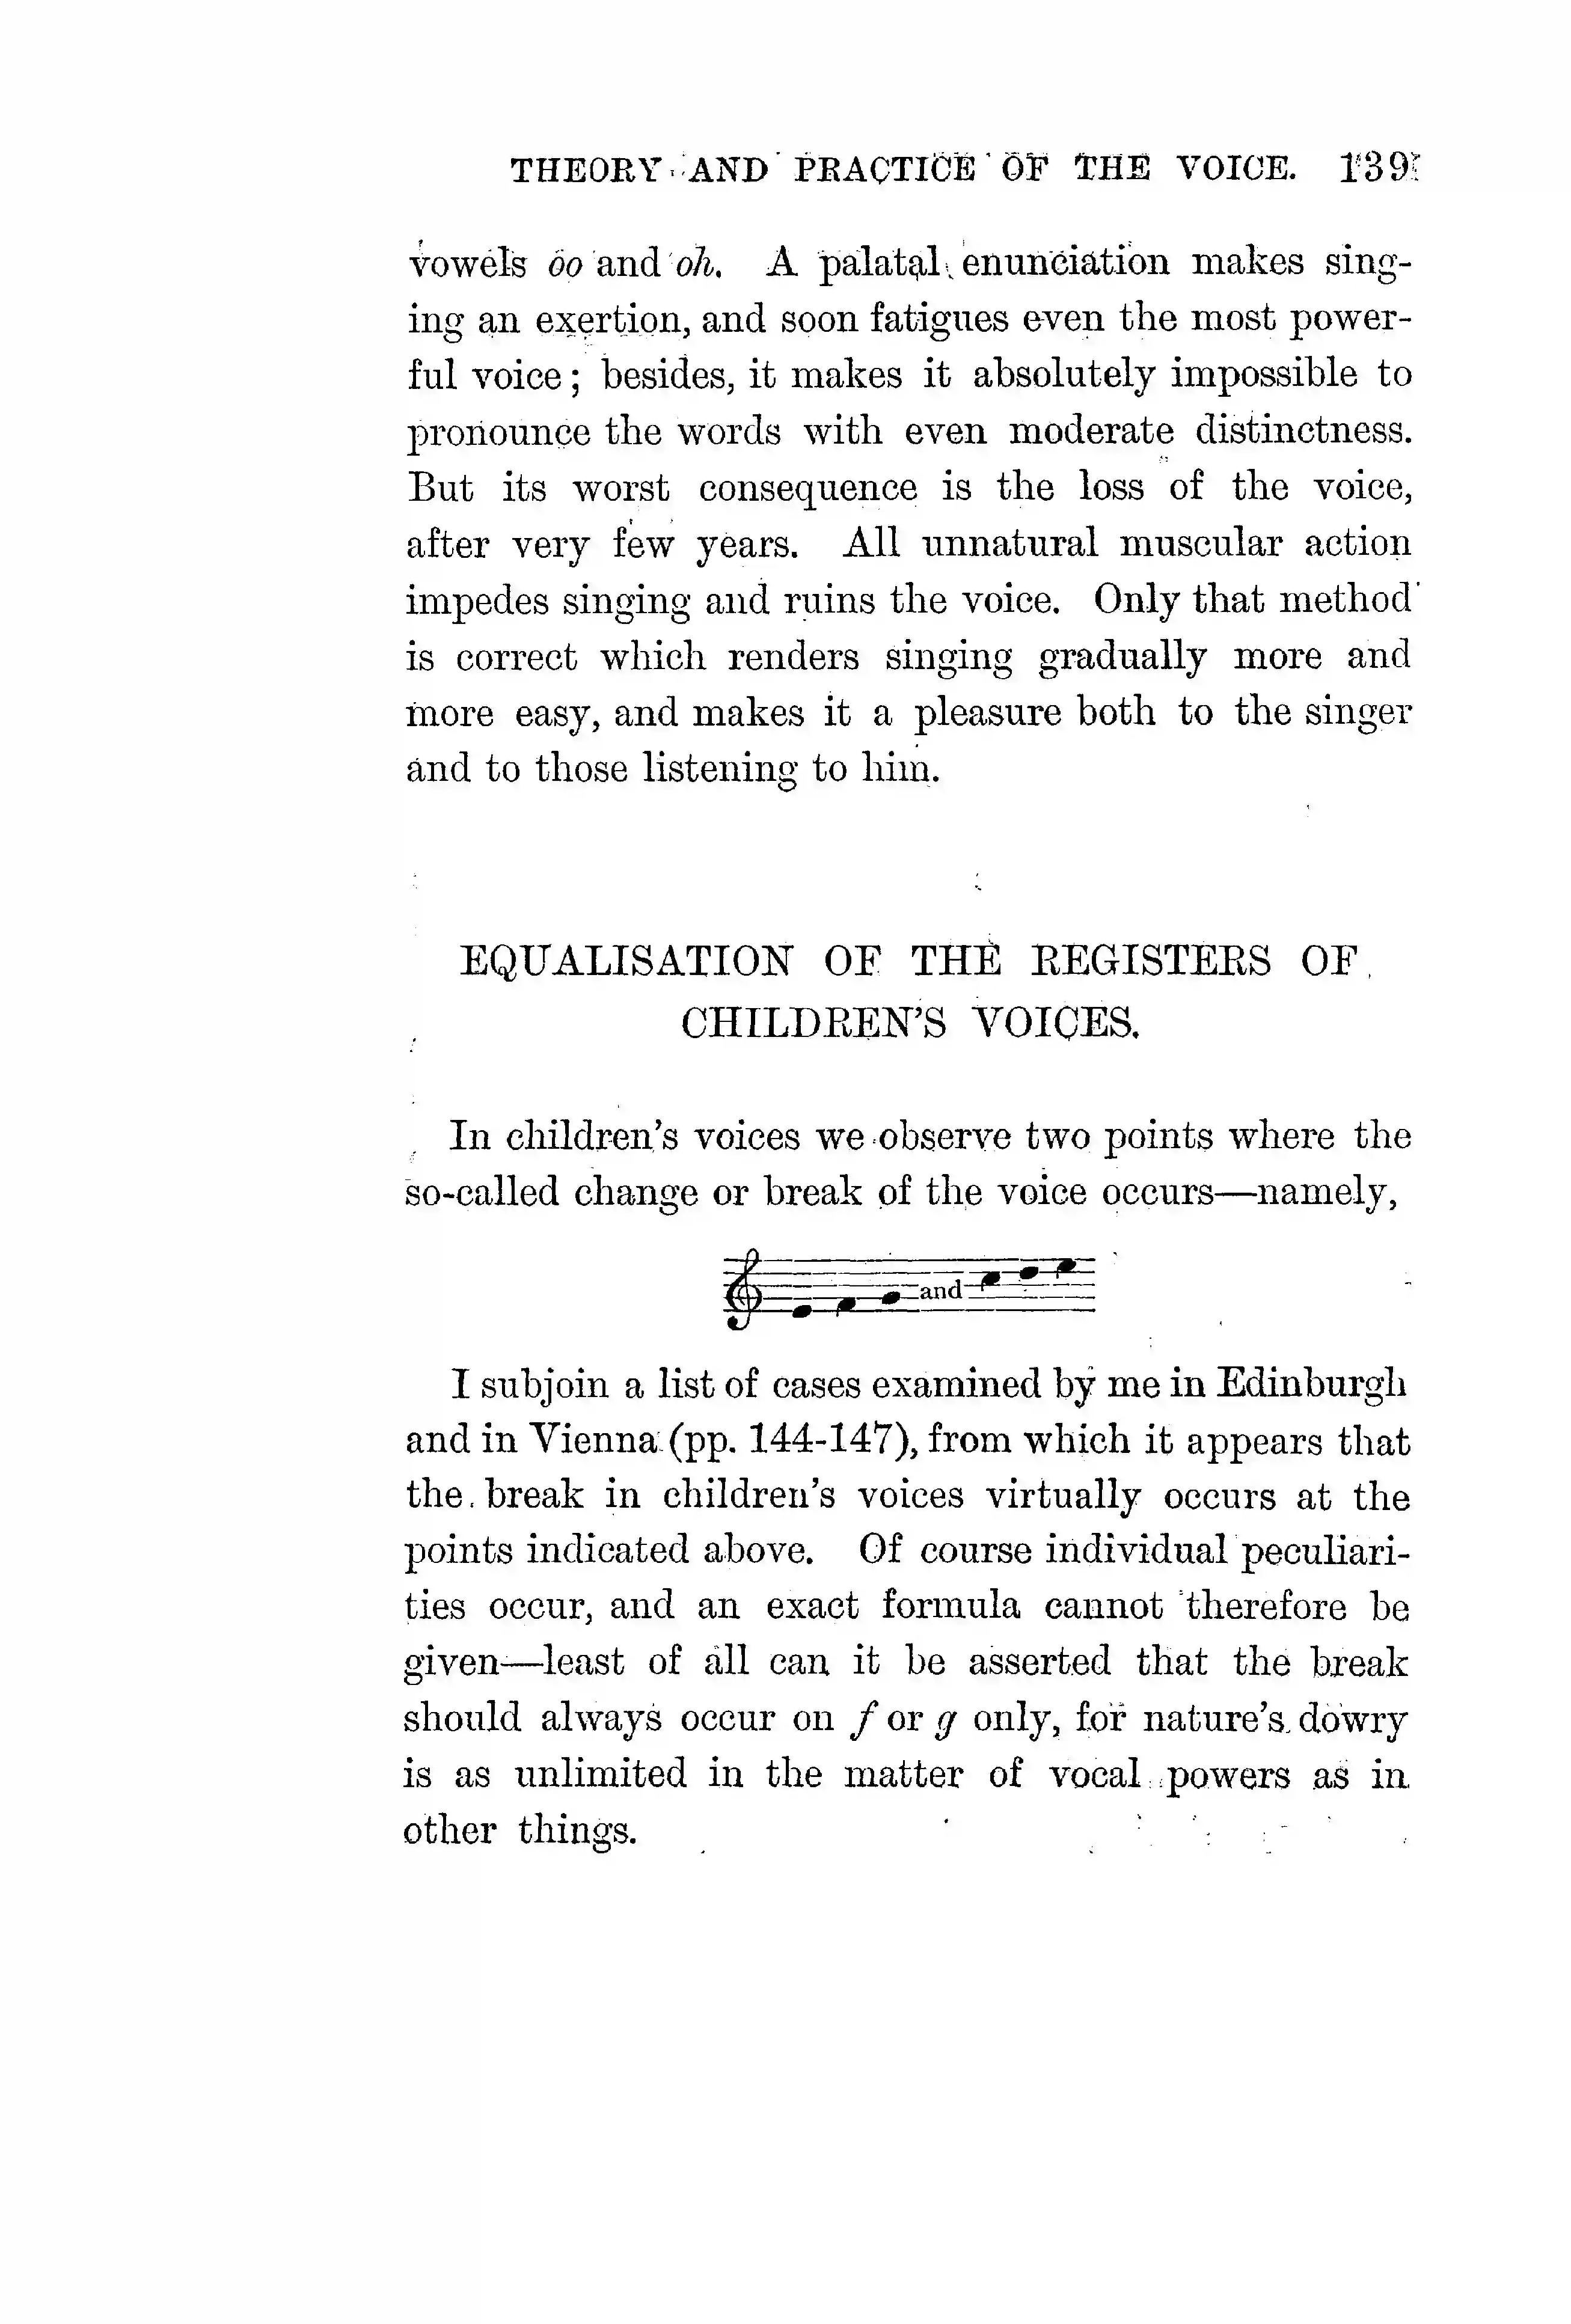 THEORY AND PRACTICE OF THE VOICE. 139
vowels oo and oh. A palatal enunciation makes sing-
ing an exertion, and soon fatigues even the most power-
ful voice; besides, it makes it absolutely impossible to
pronounce the words with even moderate distinctness.
But its worst consequence is the loss of the voice,
after very few years. All unnatural muscular action
impedes singing and ruins the voice. Only that method
is correct which renders singing gradually more and
more easy, and makes it a pleasure both to the singer
and to those listening to him.
EQUALISATION OF THE REGISTERS OF
CHILDREN'S VOICES.
In children's voices we observe two points where the
so-called change or break of the voice occurs—namely,
and
I subjoin a list of cases examined by me in Edinburgh
and in Vienna (pp. 144-147), from which it appears that
the break in children's voices virtually occurs at the
points indicated above. Of course individual peculiari-
ties occur, and an exact formula cannot therefore be
given—least of all can it be asserted that the break
should always occur on f or g only, for nature's dowry
is as unlimited in the matter of vocal powers as in
other things.